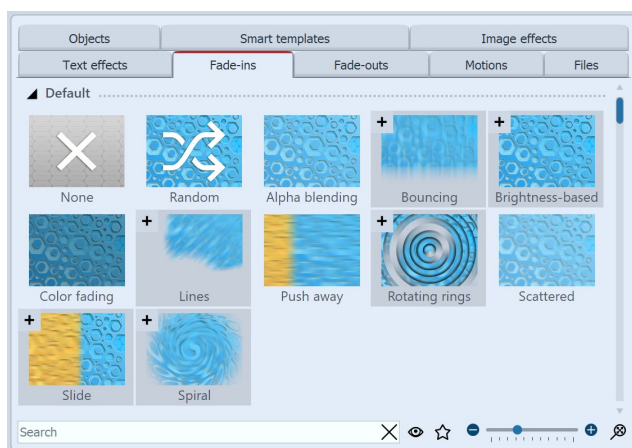 Objects
Smart templates
Image effects
Text effects
Fade-ins
Fade-outs
Motions
Files
Default
None
Random
Alpha blending
Bouncing
Brightness-based
Color fading
Lines
Push away
Rotating rings
Scattered
Slide
Spiral
Search